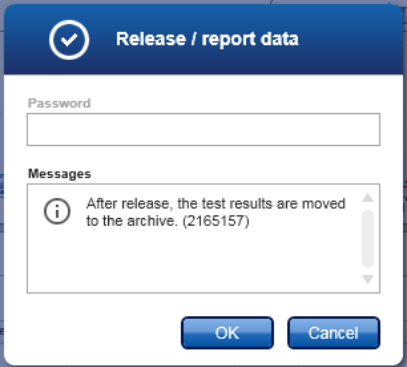 Release / report data
Password
Messages
After release, the test results are moved
to the archive. (2165157)
OK
Cancel